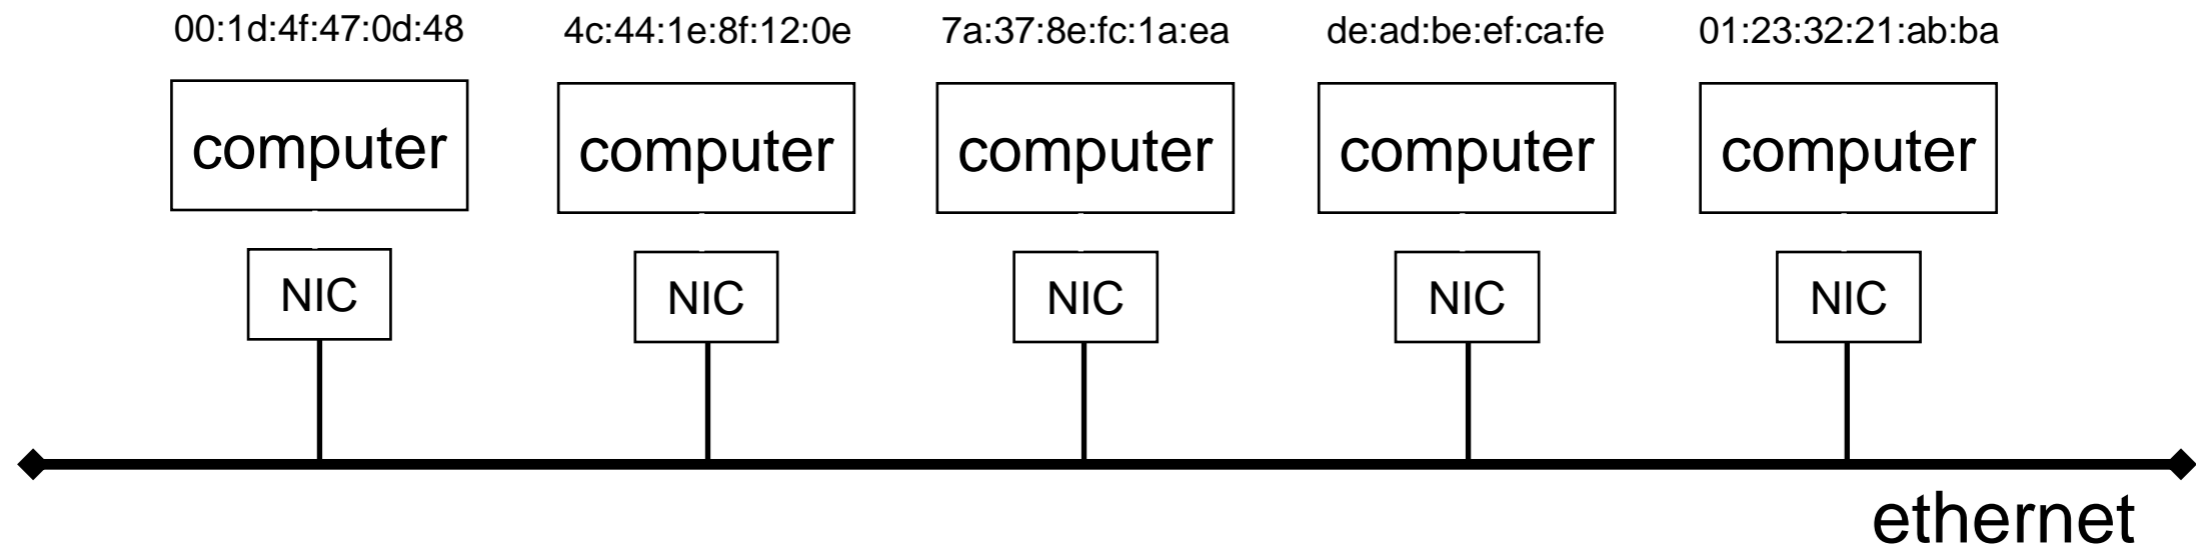 00:1d:4f:47:0d:48 4c:44:1e:8f:12:0e 7a:37:8e:fc:1a:ea de:ad:be:ef:ca:fe 01:23:32:21:ab:ba
computer computer computer computer computer
NIC NIC NIC NIC NIC
ethernet